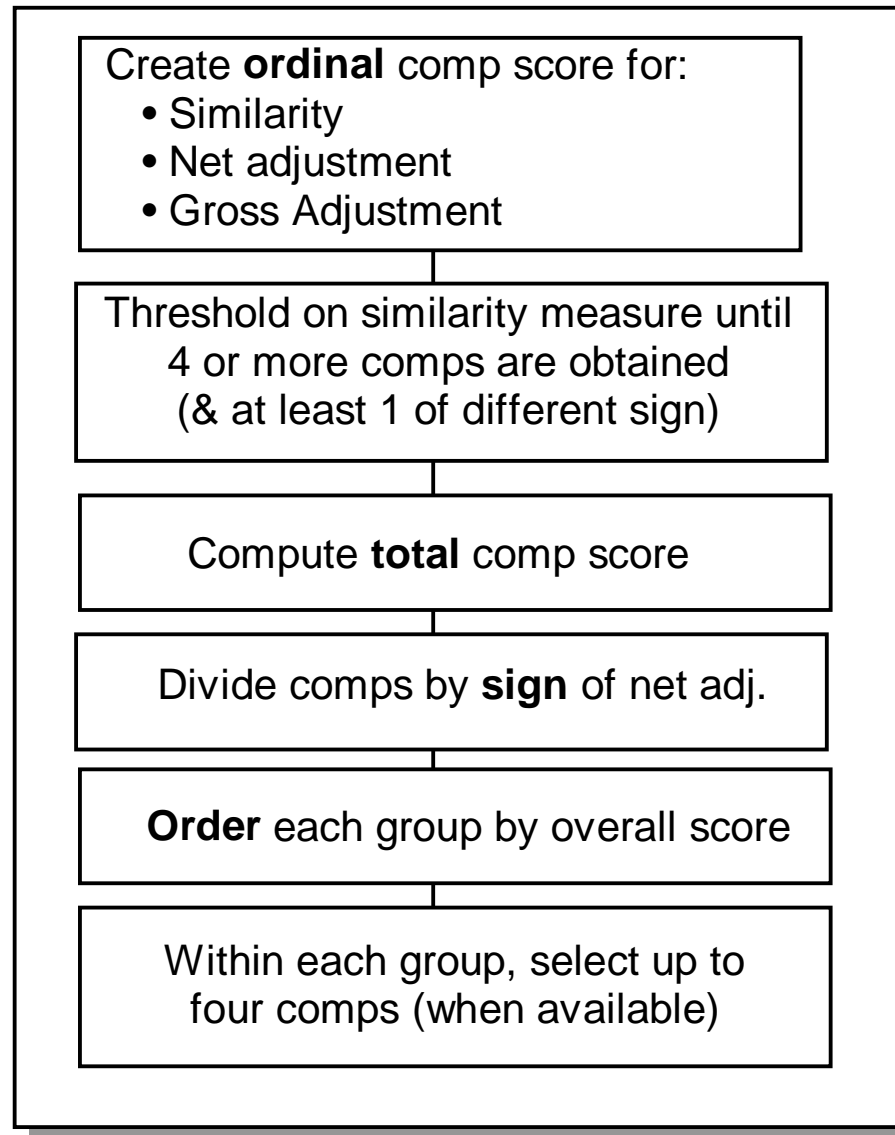 Create ordinal comp score for:
• Similarity
• Net adjustment
• Gross Adjustment
Threshold on similarity measure until
4 or more comps are obtained
(& at least 1 of different sign)
Compute total comp score
Divide comps by sign of net adj.
Order each group by overall score
Within each group, select up to
four comps (when available)